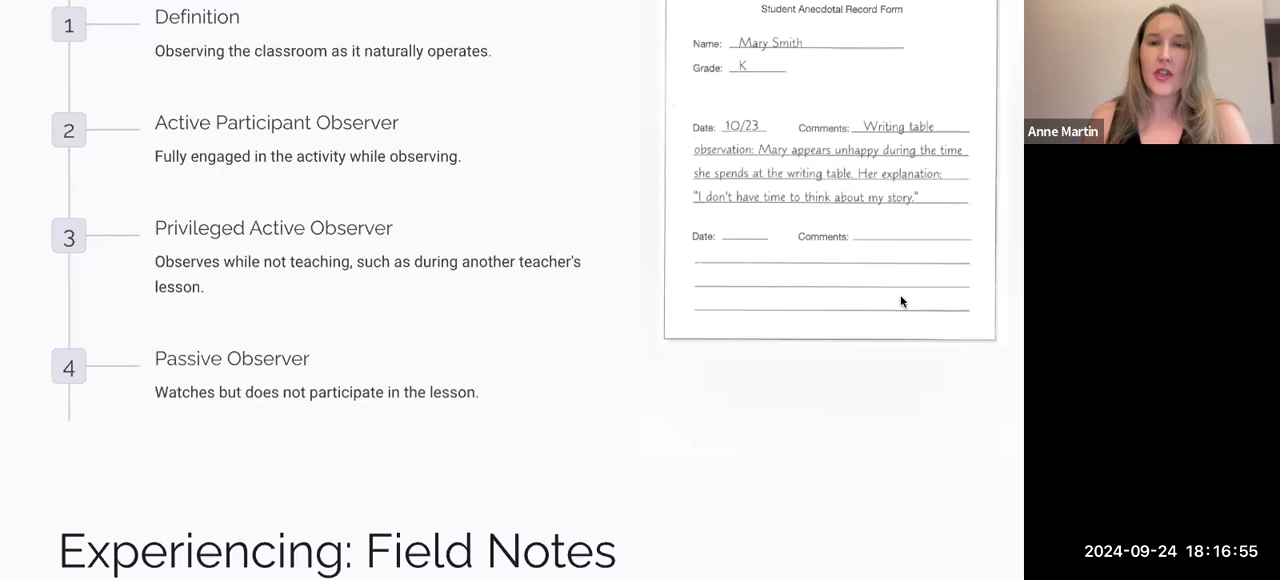 1
Definition
Observing the classroom as it naturally operates.
2
Active Participant Observer
Fully engaged in the activity while observing.
3
Privileged Active Observer
Observes while not teaching, such as during another teacher's
lesson.
4
Passive Observer
Watches but does not participate in the lesson.
Experiencing: Field Notes
Student Anecdotal Record Form
Name: Mary Smith
Grade: K
Date: 10/23 Comments: Writing table
observation: Mary appears unhappy during the time
she spends at the writing table. Her explanation:
"I don't have time to think about my story."
Date: Comments:
Anne Martin
2024-09-24 18:16:55